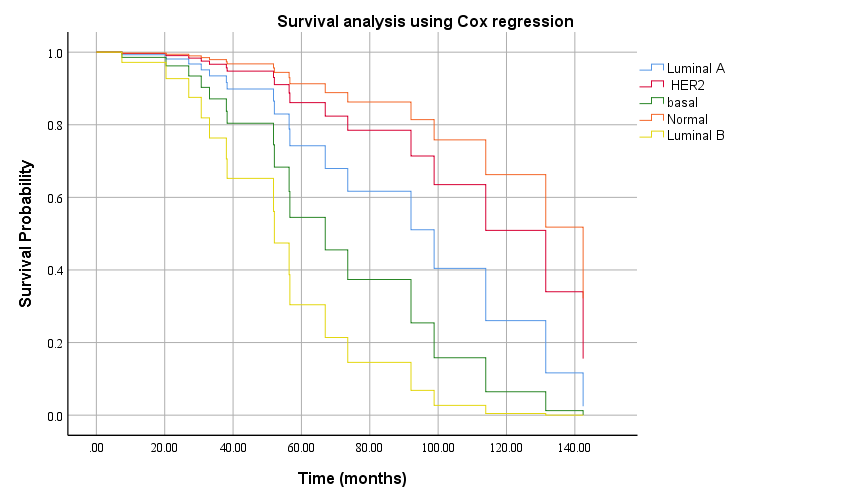 Survival analysis using Cox regression
Survival Probability
1.0
0.8
0.6
0.4
0.2
0.0
.00 20.00 40.00 60.00 80.00 100.00 120.00 140.00
Time (months)
Luminal A
HER2
basal
Normal
Luminal B